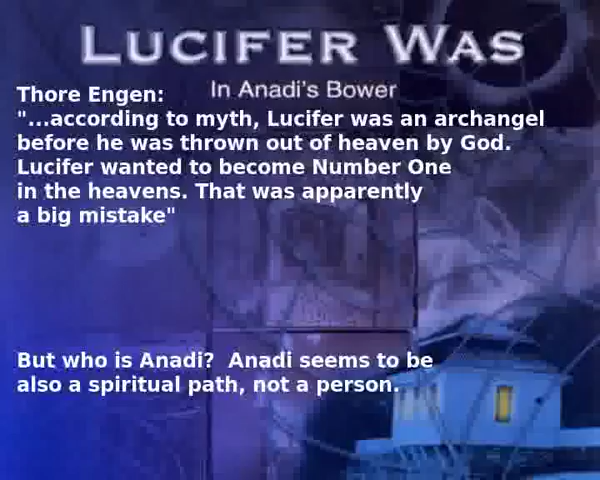 LUCIFER WAS
In Anadi's Bower
Thore Engen:
"...according to myth, Lucifer was an archangel
before he was thrown out of heaven by God.
Lucifer wanted to become Number One
in the heavens. That was apparently
a big mistake"
But who is Anadi?  Anadi seems to be
also a spiritual path, not a person.